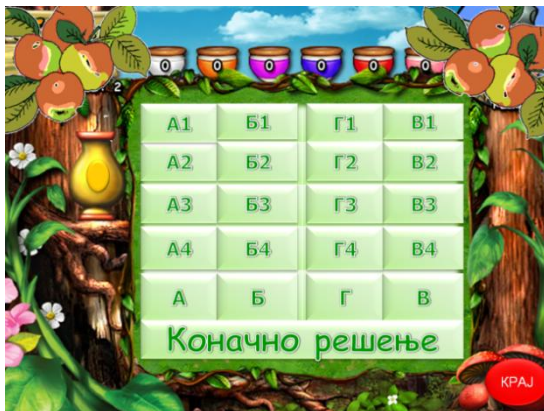 0 0 0 0 0 0
2
А1 Б1 Г1 В1
А2 Б2 Г2 В2
А3 Б3 Г3 В3
А4 Б4 Г4 В4
А Б Г В
Коначно решење
КРАЈ